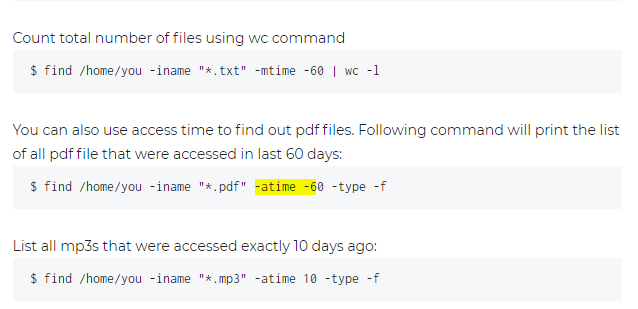 Count total number of files using wc command
$ find /home/you -iname "*.txt" -mtime -60 | wc -l
You can also use access time to find out pdf files. Following command will print the list
of all pdf file that were accessed in last 60 days:
$ find /home/you -iname "*.pdf" -atime -60 -type -f
List all mp3s that were accessed exactly 10 days ago:
$ find /home/you -iname "*.mp3" -atime 10 -type -f